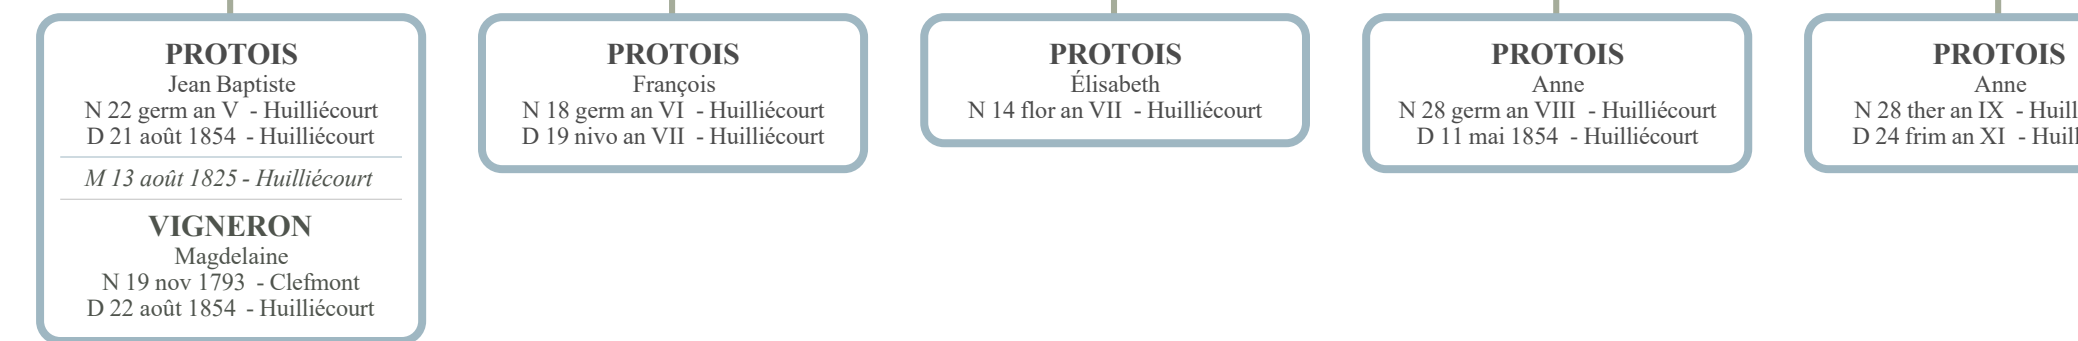 PROTOIS
Jean Baptiste
N 22 germ an V - Huilliécourt
D 21 août 1854 - Huilliécourt
M 13 août 1825 - Huilliécourt
VIGNERON
Magdelaine
N 19 nov 1793 - Clefmont
D 22 août 1854 - Huilliécourt
PROTOIS
François
N 18 germ an VI - Huilliécourt
D 19 nivo an VII - Huilliécourt
PROTOIS
Élisabeth
N 14 flor an VII - Huilliécourt
PROTOIS
Anne
N 28 germ an VIII - Huilliécourt
D 11 mai 1854 - Huilliécourt
PROTOIS
Anne
N 28 ther an IX - Huill
D 24 frim an XI - Huill